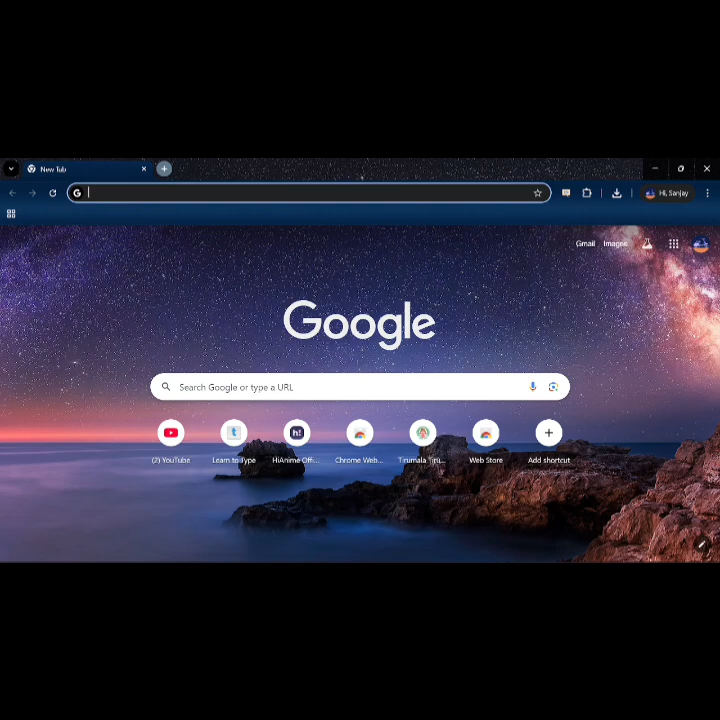 New Tab
Hi, Sanjay
Gmail Images
Google
Search Google or type a URL
(2) YouTube Learn to Type HiAnime Offi... Chrome Web... Tirumala Tiru... Web Store Add shortcut